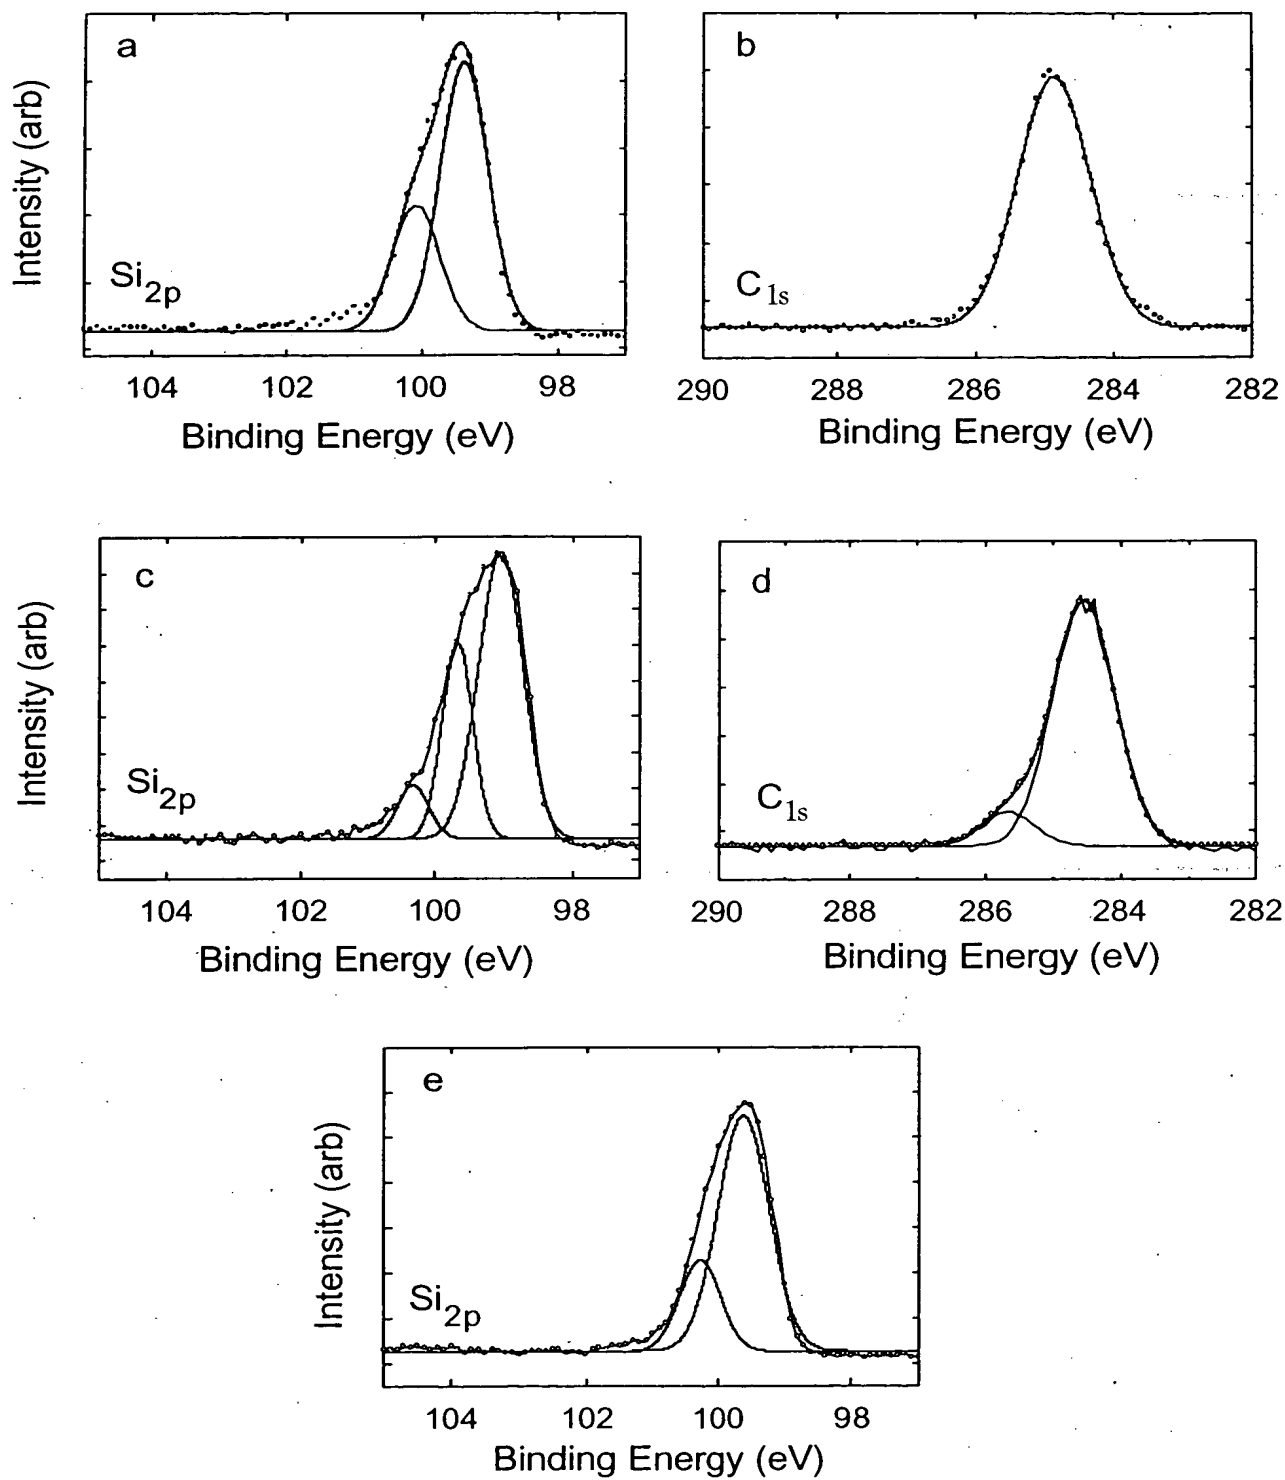 a
Intensity (arb)
Si2p
104 102 100 98
Binding Energy (eV)
b
C1s
290 288 286 284 282
Binding Energy (eV)
c
Intensity (arb)
Si2p
104 102 100 98
Binding Energy (eV)
d
C1s
290 288 286 284 282
Binding Energy (eV)
e
Intensity (arb)
Si2p
104 102 100 98
Binding Energy (eV)